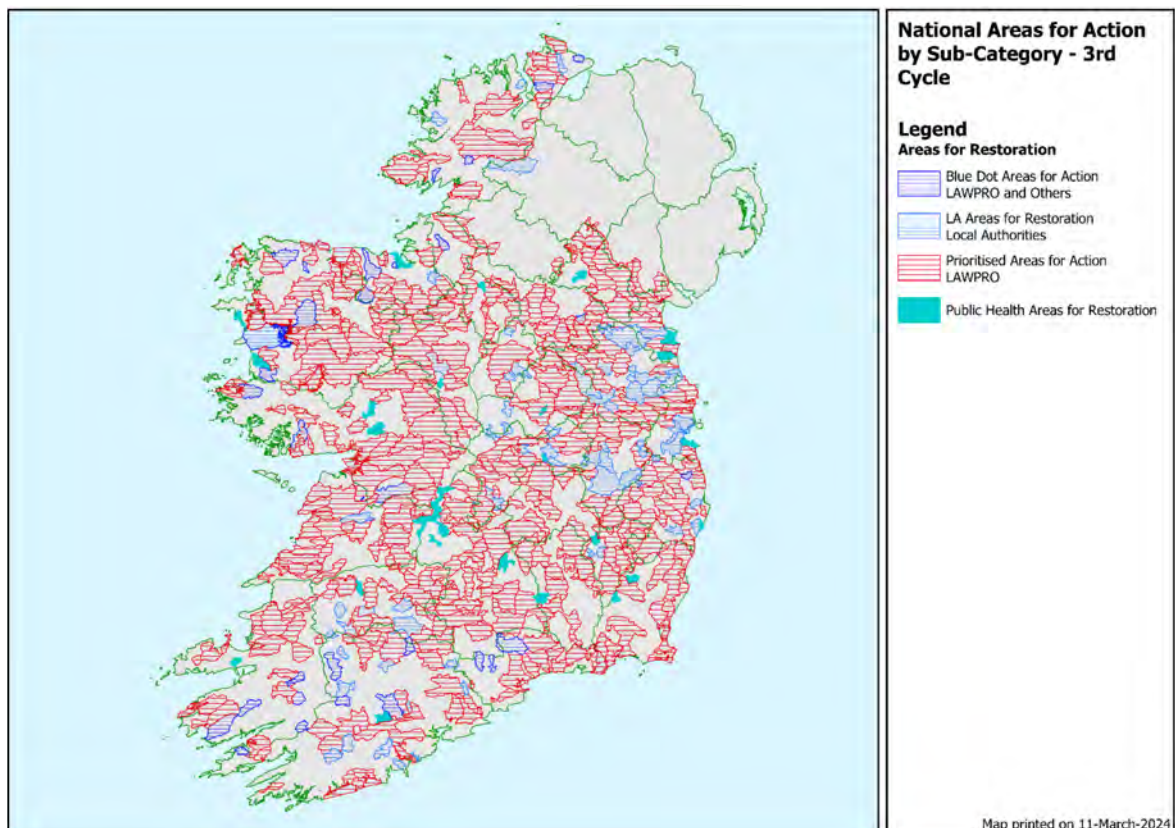 National Areas for Action
by Sub-Category - 3rd
Cycle
Legend
Areas for Restoration
Blue Dot Areas for Action
LAWPRO and Others
LA Areas for Restoration
Local Authorities
Prioritised Areas for Action
LAWPRO
Public Health Areas for Restoration
Map printed on 11-March-2024